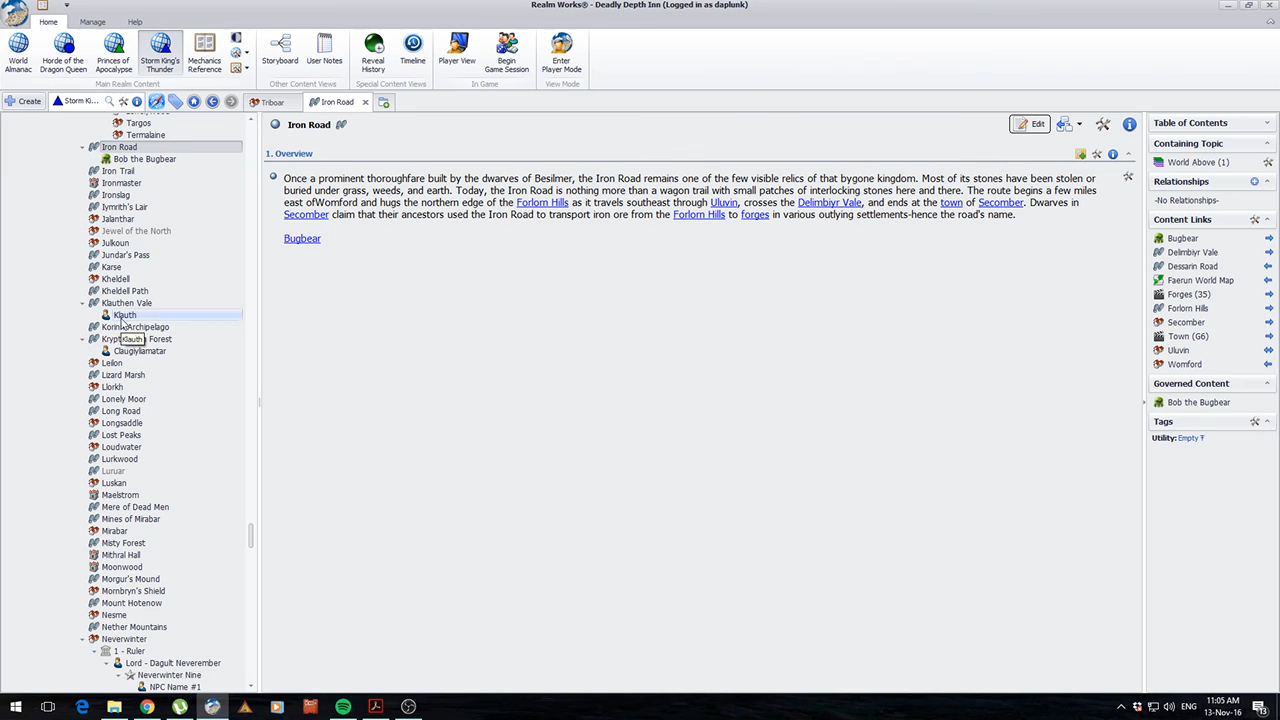 Realm Works® - Deadly Depth Inn (Logged in as daplunk)
Home
Manage
Help
World Almanac
Horde of the Dragon Queen
Princes of Apocalypse
Storm King's Thunder
Mechanics Reference
Storyboard
User Notes
Reveal History
Timeline
Player View
Begin Game Session
Enter Player Mode
Main Realm Content
Other Content Views
Special Content Views
In Game
View Mode
Create
Storm Ki...
Triboar
Iron Road
Targos
Termalaine
Iron Road
Bob the Bugbear
Iron Trail
Ironmaster
Ironslag
Iymrith's Lair
Jalanthar
Jewel of the North
Julkoun
Jundar's Pass
Karse
Kheldell
Kheldell Path
Klauthen Vale
Klauth
Korinn Archipelago
Klauth
Claugiyliamatar
Leilon
Lizard Marsh
Llorkh
Lonely Moor
Long Road
Longsaddle
Lost Peaks
Loudwater
Lurkwood
Luruar
Luskan
Maelstrom
Mere of Dead Men
Mines of Mirabar
Mirabar
Misty Forest
Mithral Hall
Moonwood
Morgur's Mound
Mornbryn's Shield
Mount Hotenow
Nesme
Nether Mountains
Neverwinter
1 - Ruler
Lord - Dagult Neverember
Neverwinter Nine
NPC Name #1
Iron Road
Edit
1. Overview
Once a prominent thoroughfare built by the dwarves of Besilmer, the Iron Road remains one of the few visible relics of that bygone kingdom. Most of its stones have been stolen or
buried under grass, weeds, and earth. Today, the Iron Road is nothing more than a wagon trail with small patches of interlocking stones here and there. The route begins a few miles
east ofWomford and hugs the northern edge of the Forlorn Hills as it travels southeast through Uluvin, crosses the Delimbiyr Vale, and ends at the town of Secomber. Dwarves in
Secomber claim that their ancestors used the Iron Road to transport iron ore from the Forlorn Hills to forges in various outlying settlements-hence the road's name.
Bugbear
Table of Contents
Containing Topic
World Above (1)
Relationships
-No Relationships-
Content Links
Bugbear
Delimbiyr Vale
Dessarin Road
Faerun World Map
Forges (35)
Forlorn Hills
Secomber
Town (G6)
Uluvin
Womford
Governed Content
Bob the Bugbear
Tags
Utility: Empty
ENG
11:05 AM
13-Nov-16